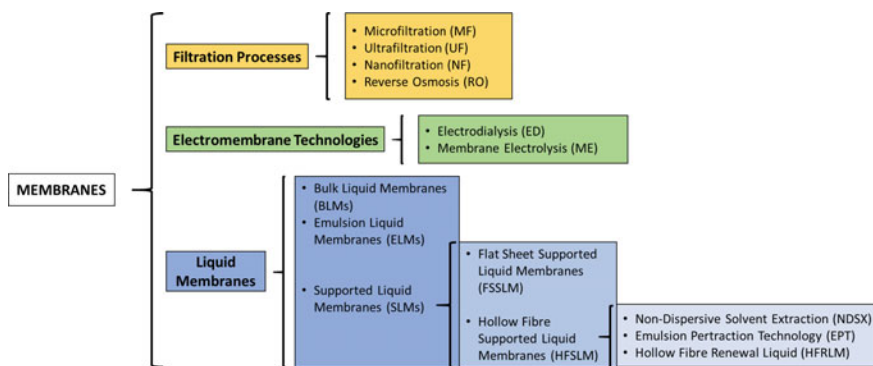 MEMBRANES
Filtration Processes
• Microfiltration (MF)
• Ultrafiltration (UF)
• Nanofiltration (NF)
• Reverse Osmosis (RO)
Electromembrane Technologies
• Electrodialysis (ED)
• Membrane Electrolysis (ME)
Liquid
Membranes
• Bulk Liquid Membranes
(BLMs)
• Emulsion Liquid
Membranes (ELMs)
• Supported Liquid
Membranes (SLMs)
• Flat Sheet Supported
Liquid Membranes
(FSSLM)
• Hollow Fibre
Supported Liquid
Membranes (HFSLM)
• Non-Dispersive Solvent Extraction (NDSX)
• Emulsion Pertraction Technology (EPT)
• Hollow Fibre Renewal Liquid (HFRLM)